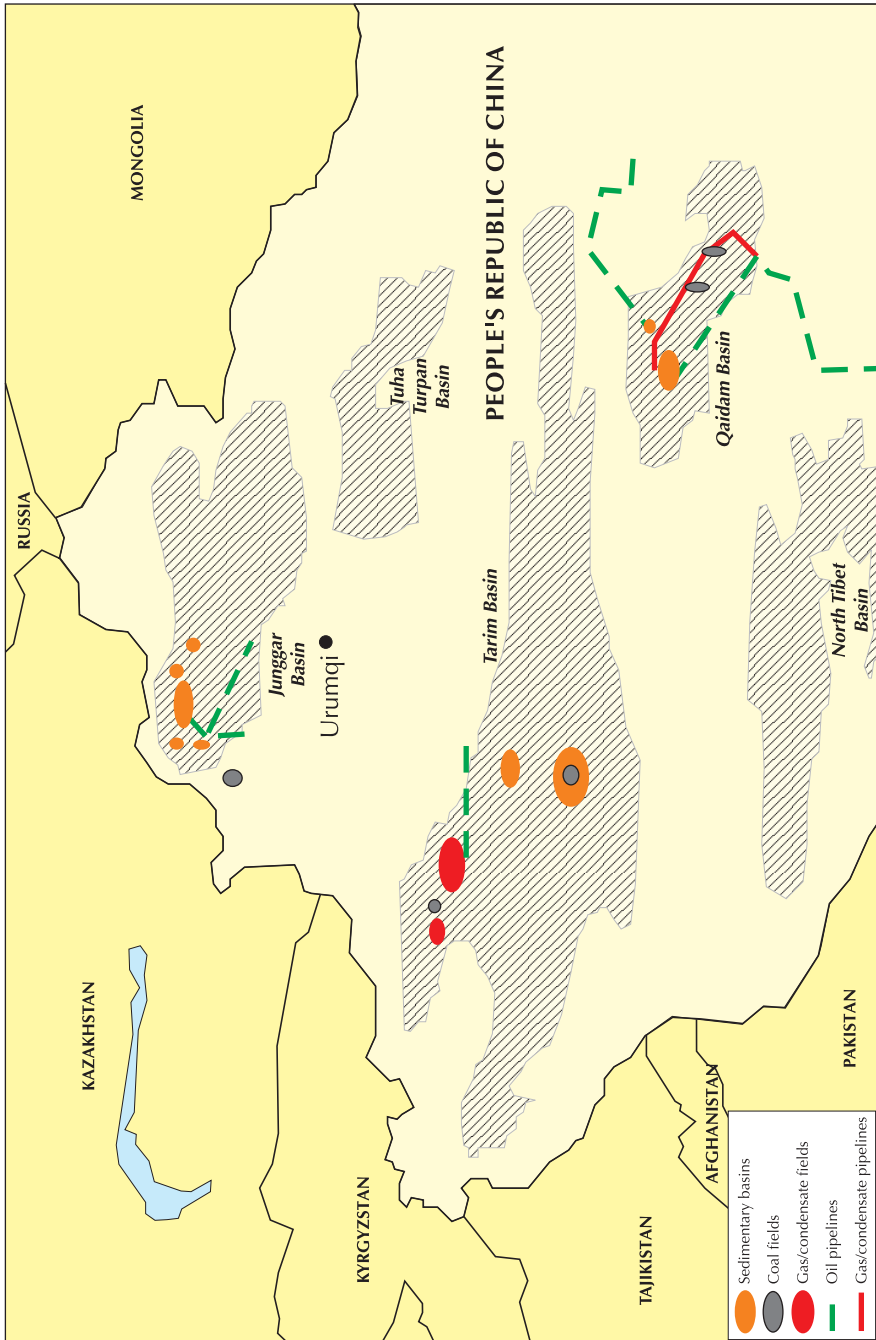 RUSSIA
MONGOLIA
KAZAKHSTAN
Junggar
Basin
Urumqi
Tuha
Turpan
Basin
KYRGYZSTAN
Tarim Basin
PEOPLE'S REPUBLIC OF CHINA
TAJIKISTAN
AFGHANISTAN
PAKISTAN
Qaidam Basin
North Tibet
Basin
Sedimentary basins
Coal fields
Gas/condensate fields
Oil pipelines
Gas/condensate pipelines